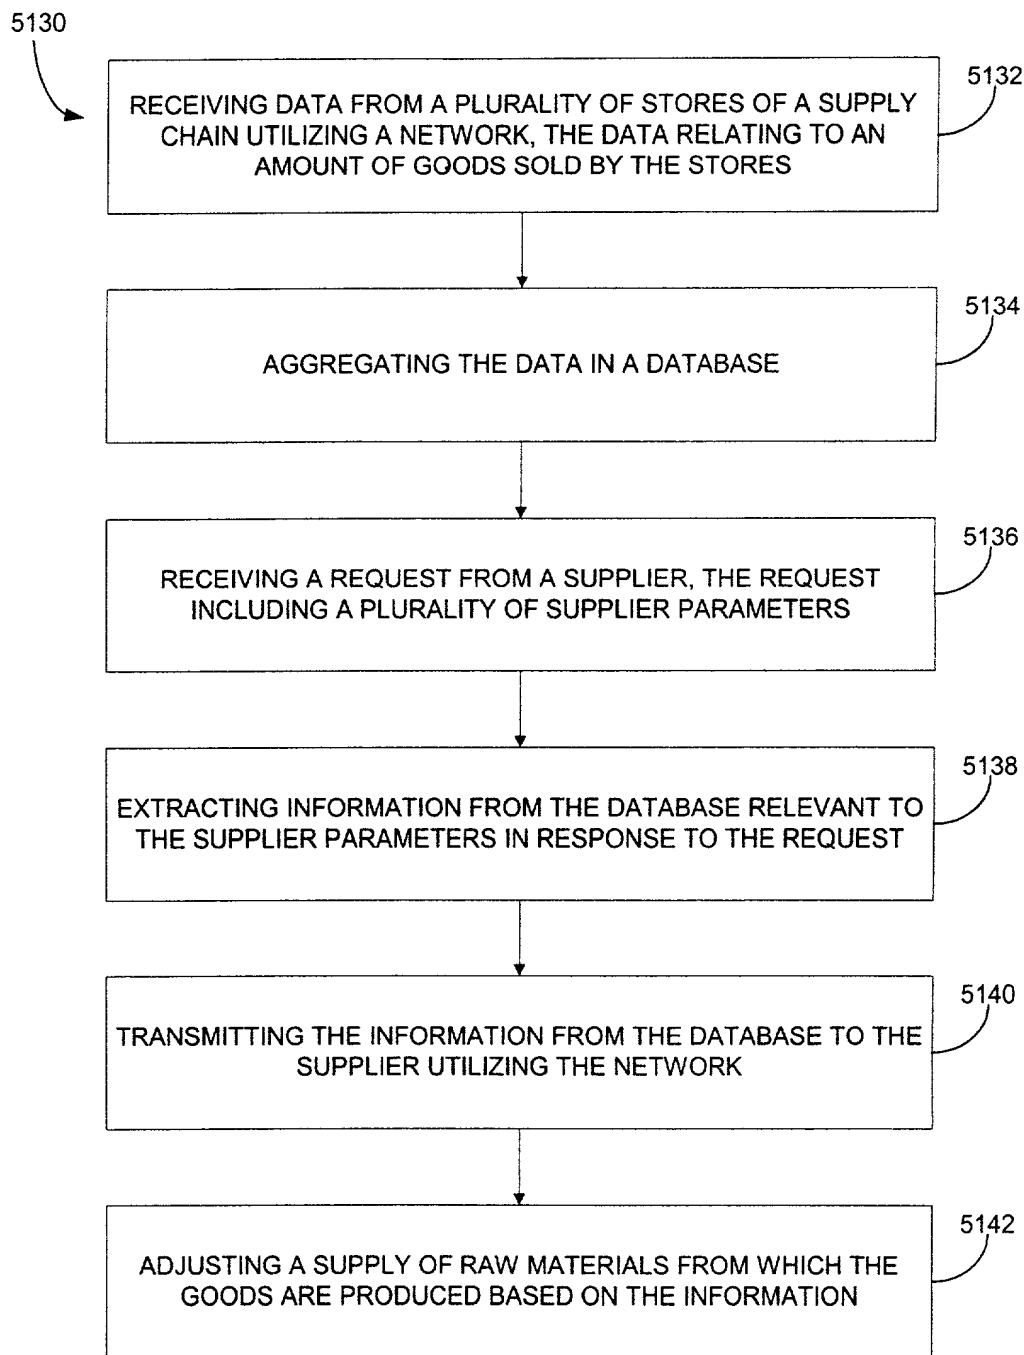 5130
5132
RECEIVING DATA FROM A PLURALITY OF STORES OF A SUPPLY
CHAIN UTILIZING A NETWORK, THE DATA RELATING TO AN
AMOUNT OF GOODS SOLD BY THE STORES
5134
AGGREGATING THE DATA IN A DATABASE
5136
RECEIVING A REQUEST FROM A SUPPLIER, THE REQUEST
INCLUDING A PLURALITY OF SUPPLIER PARAMETERS
5138
EXTRACTING INFORMATION FROM THE DATABASE RELEVANT TO
THE SUPPLIER PARAMETERS IN RESPONSE TO THE REQUEST
5140
TRANSMITTING THE INFORMATION FROM THE DATABASE TO THE
SUPPLIER UTILIZING THE NETWORK
5142
ADJUSTING A SUPPLY OF RAW MATERIALS FROM WHICH THE
GOODS ARE PRODUCED BASED ON THE INFORMATION